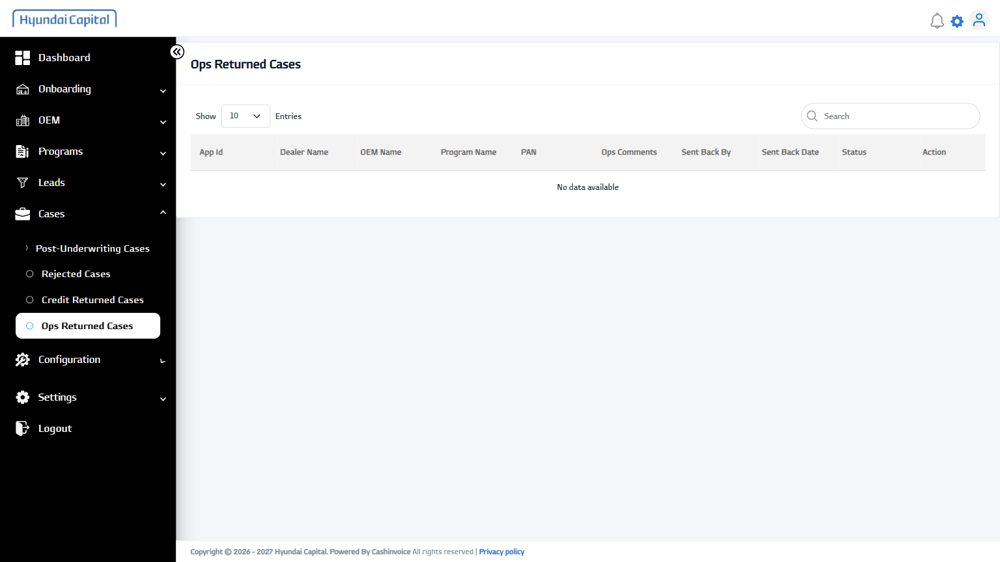 Hyundai Capital
Dashboard
Onboarding
OEM
Programs
Leads
Cases
Post-Underwriting Cases
Rejected Cases
Credit Returned Cases
Ops Returned Cases
Configuration
Settings
Logout
Ops Returned Cases
Show 10 Entries
Search
App Id Dealer Name OEM Name Program Name PAN Ops Comments Sent Back By Sent Back Date Status Action
No data available
Copyright © 2026 - 2027 Hyundai Capital. Powered By Cashinvoice All rights reserved | Privacy policy